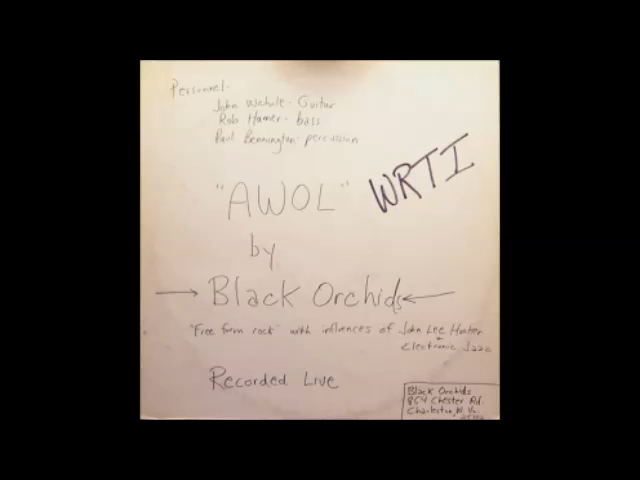 Personnel-
John Wehrle - Guitar
Rob Hamer - bass
Paul Bennington - percussion
"AWOL"
WRTI
by
→ Black Orchids ←
"Free form rock" with influences of John Lee Hooker
+
Electronic Jazz
Recorded Live
Black Orchids
864 Chester Rd.
Charleston, W. Va.